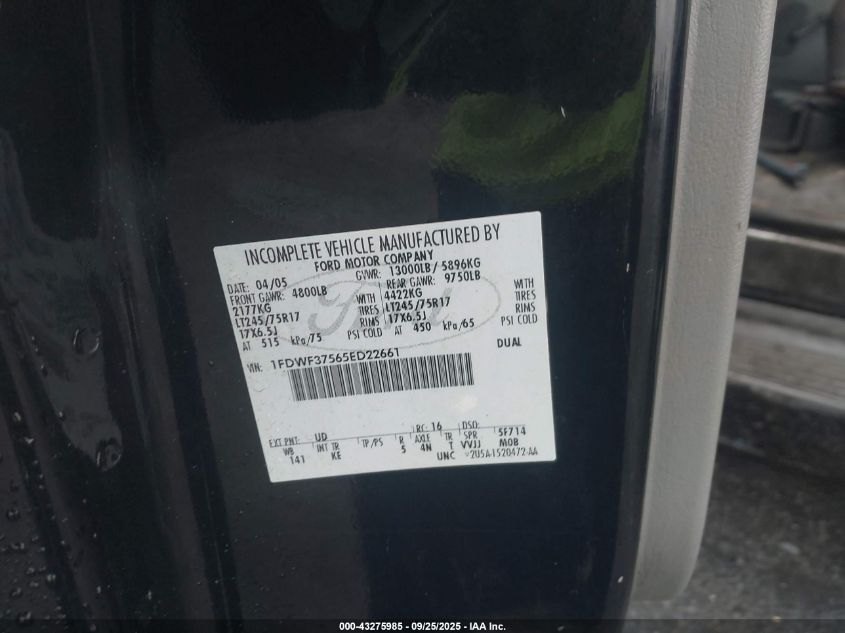 INCOMPLETE VEHICLE MANUFACTURED BY
FORD MOTOR COMPANY
DATE: 04/05 GVWR: 13000LB/ 5896KG
FRONT GAWR: 4800LB REAR GAWR: 9750LB
2177KG WITH 4422KG WITH
LT245/75R17 TIRES LT245/75R17 TIRES
17X6.5J RIMS 17X6.5J RIMS
AT 515 kPa/75 PSI COLD AT 450 kPa/65 PSI COLD
VIN: 1FDWF37565ED22661 DUAL
EXT PNT: UD RC: 16 DSO:
WB INT TR TP/PS R AXLE TR SPR 5F714
141 KE 5 4N T VVJJ MOB
UNC 2U5A-1520472-AA
Ford
000-43275985 - 09/25/2025 - IAA Inc.